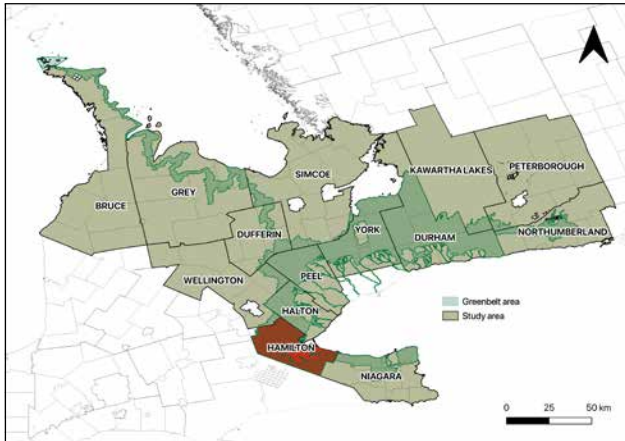 SIMCOE
KAWARTHA LAKES
PETERBOROUGH
BRUCE
GREY
DUFFERIN
YORK
DURHAM
NORTHUMBERLAND
WELLINGTON
PEEL
HALTON
HAMILTON
NIAGARA
Greenbelt area
Study area
0 25 50 km